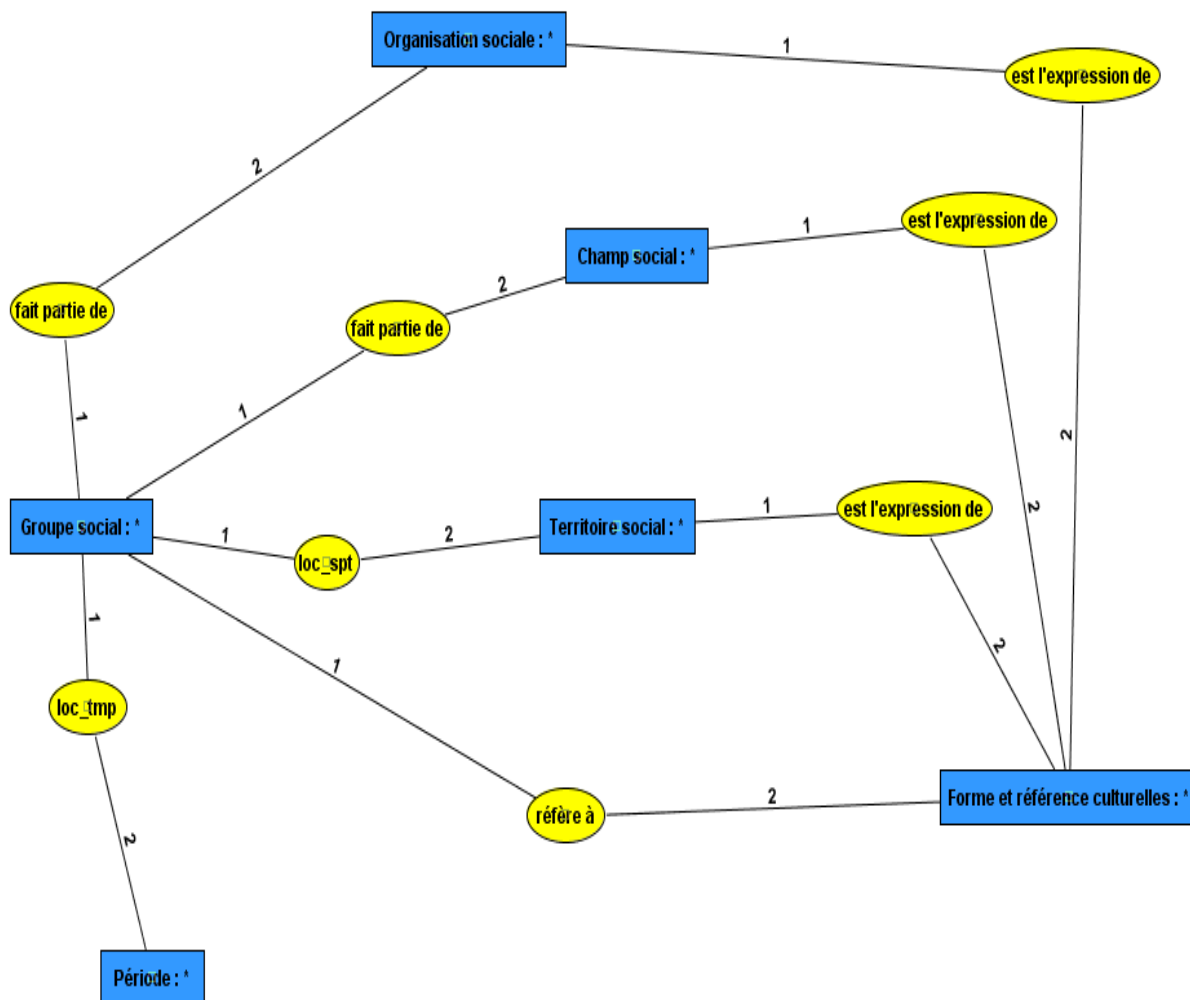 Organisation sociale : *
1
est l'expression de
2
est l'expression de
1
Champ social : *
2
fait partie de
fait partie de
1
1
2
2
2
Groupe social : *
1
loc_spt
2
Territoire social : *
1
est l'expression de
1
1
2
loc_tmp
réfère à
2
Forme et référence culturelles : *
2
Période : *